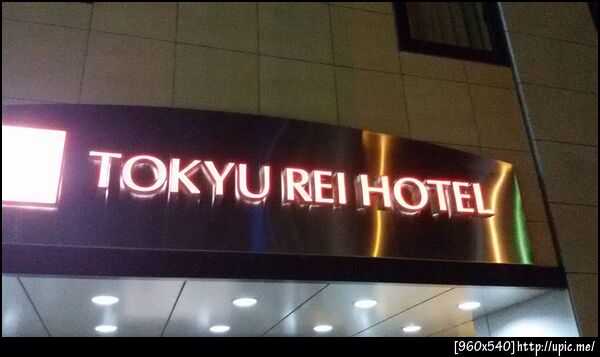 TOKYU REI HOTEL
[960x540]http://upic.me/